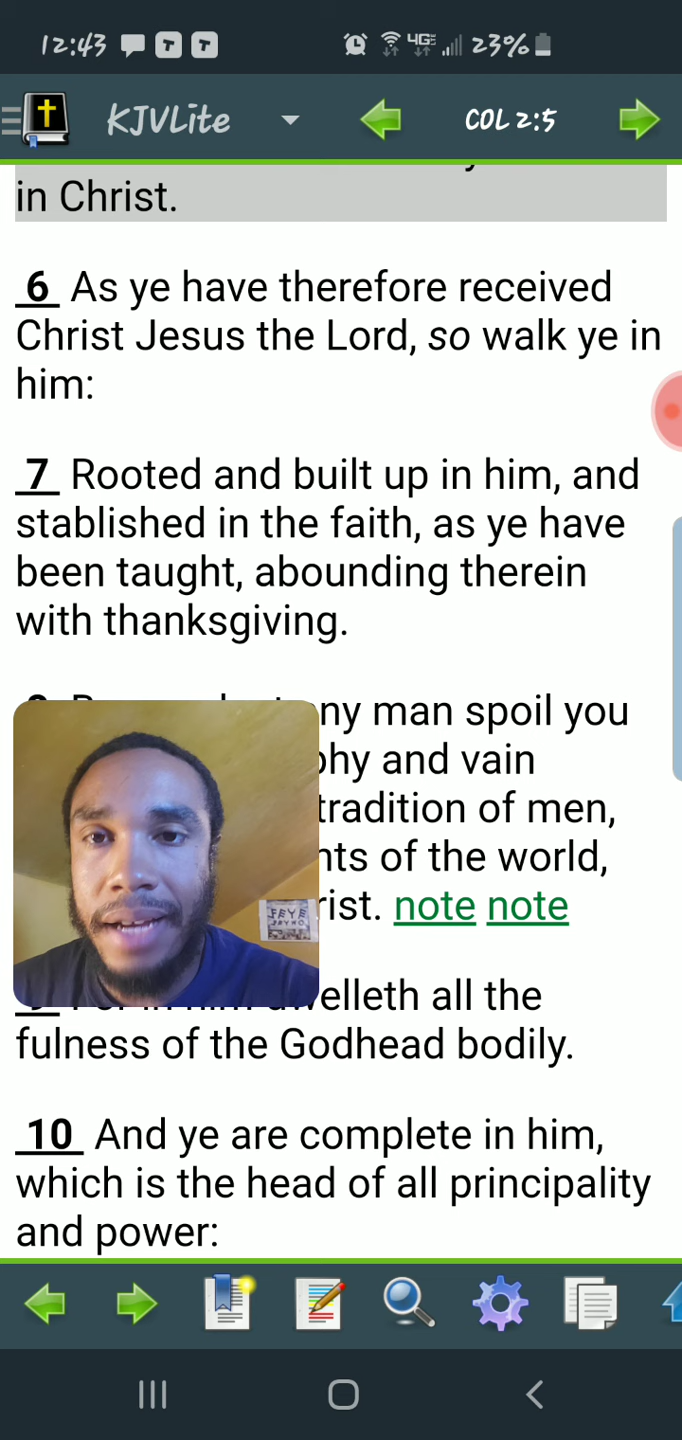 12:43 T T 4GE 23%
KJVLite COL 2:5
in Christ.
6 As ye have therefore received
Christ Jesus the Lord, so walk ye in
him:
7 Rooted and built up in him, and
stablished in the faith, as ye have
been taught, abounding therein
with thanksgiving.
ny man spoil you
phy and vain
tradition of men,
nts of the world,
rist. note note
welleth all the
fulness of the Godhead bodily.
10 And ye are complete in him,
which is the head of all principality
and power: